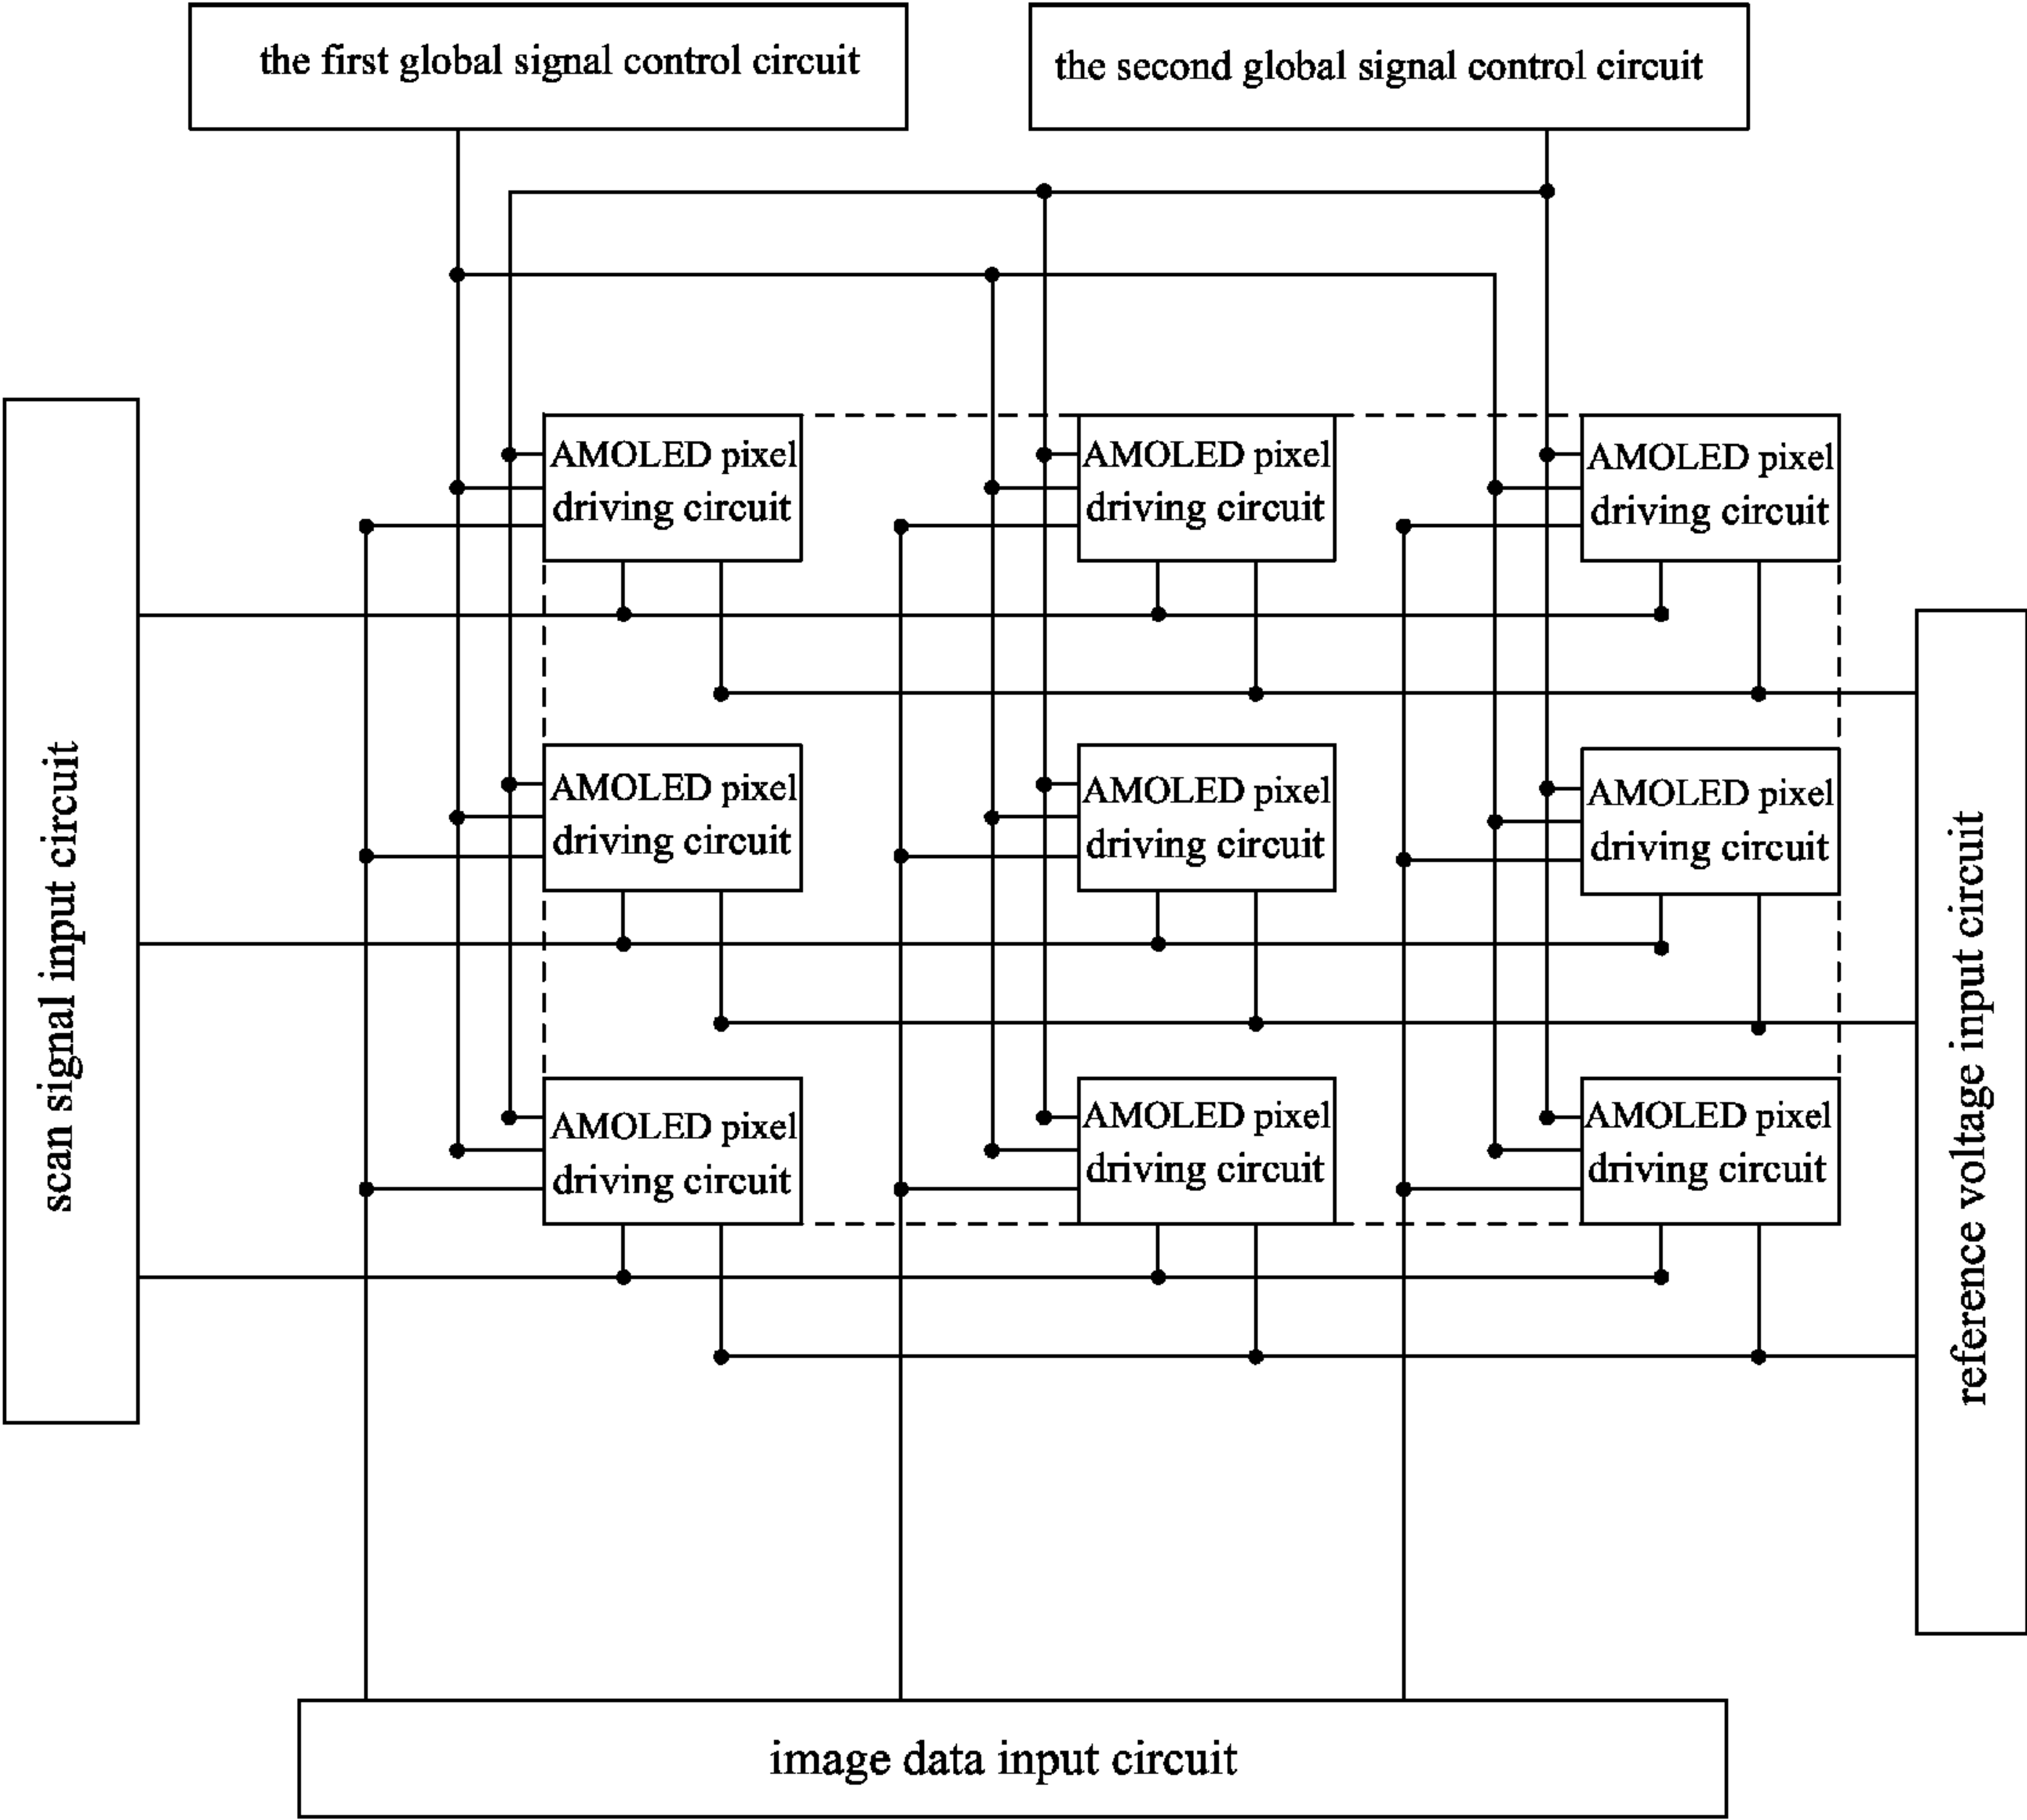 the first global signal control circuit
the second global signal control circuit
AMOLED pixel
driving circuit
AMOLED pixel
driving circuit
AMOLED pixel
driving circuit
scan signal input circuit
AMOLED pixel
driving circuit
AMOLED pixel
driving circuit
AMOLED pixel
driving circuit
reference voltage input circuit
AMOLED pixel
driving circuit
AMOLED pixel
driving circuit
AMOLED pixel
driving circuit
image data input circuit